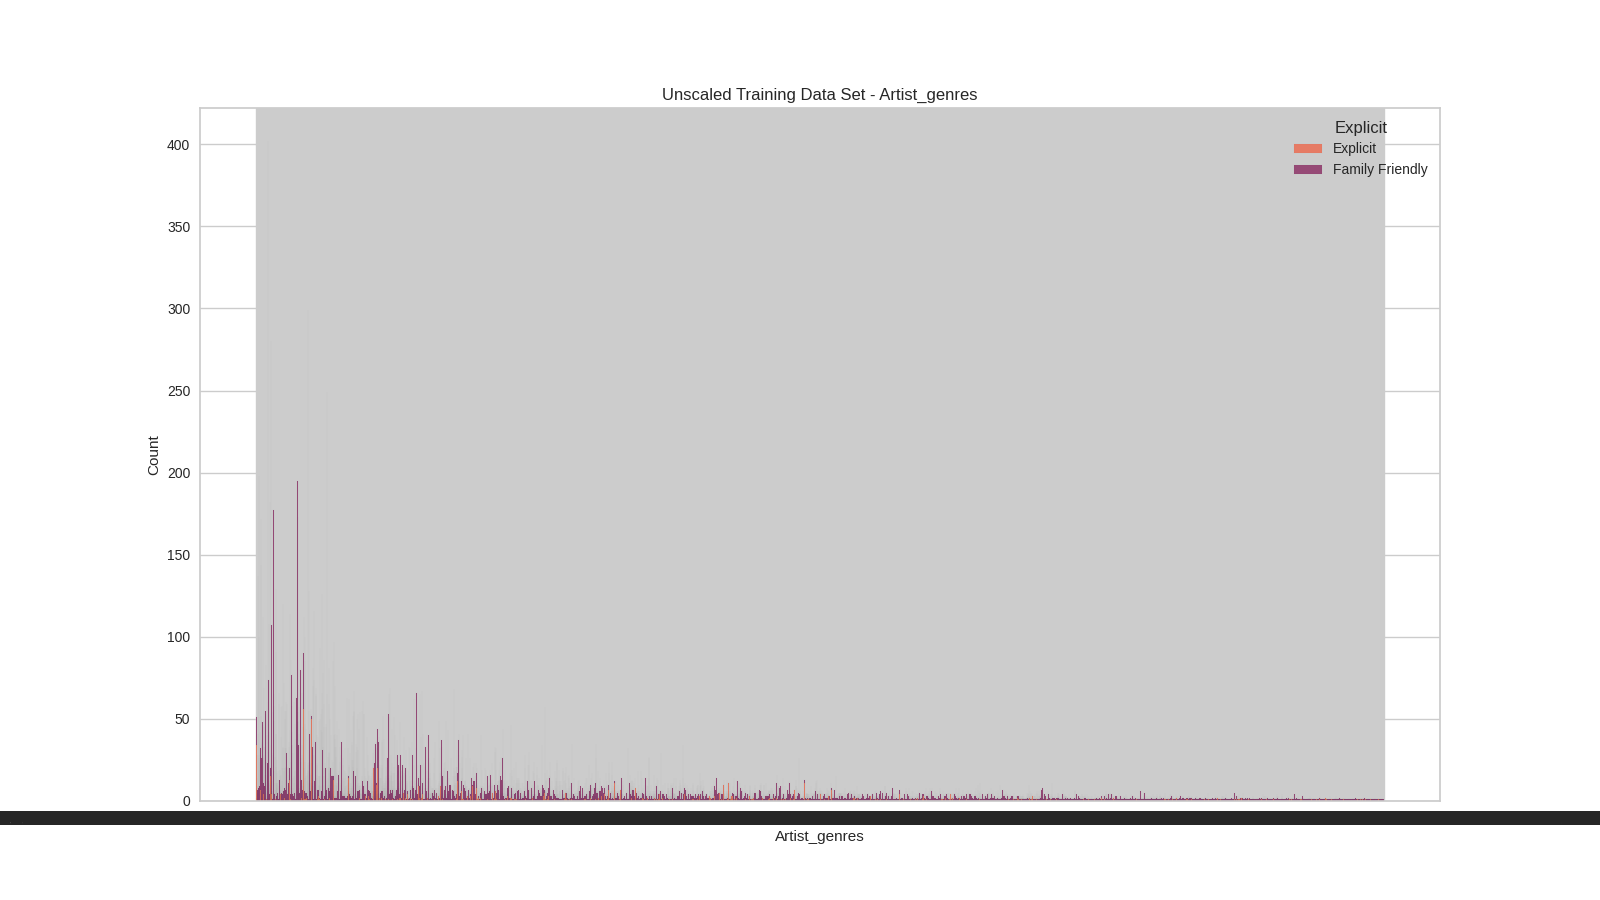 Unscaled Training Data Set - Artist_genres
Explicit
Explicit
Family Friendly
400
350
300
250
200
150
100
50
0
Count
Artist_genres